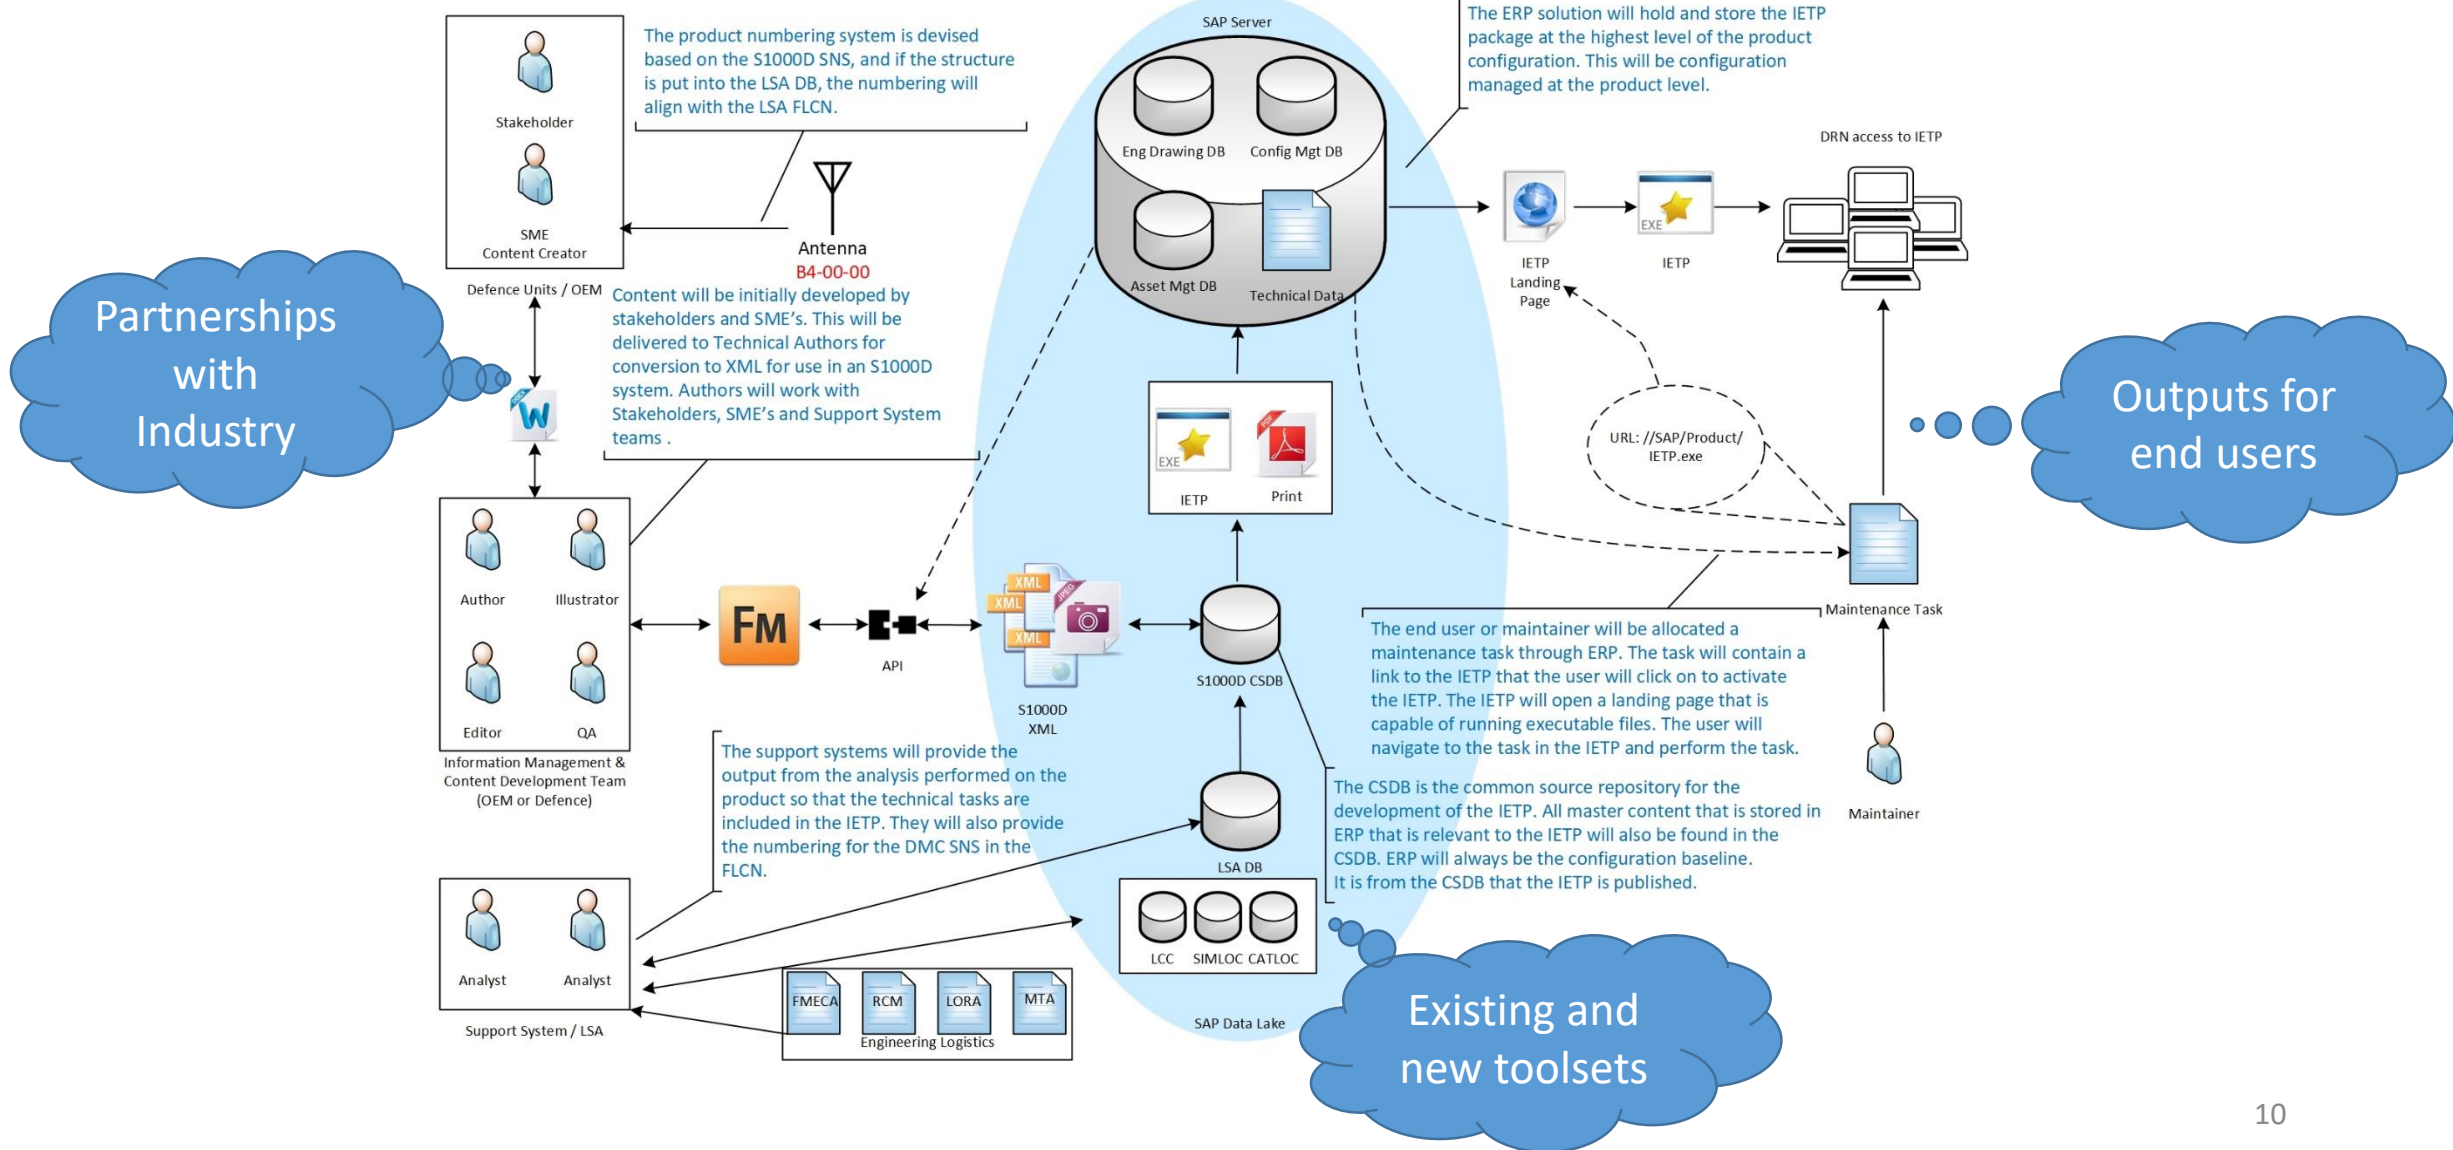 SAP Server
The product numbering system is devised
based on the S1000D SNS, and if the structure
is put into the LSA DB, the numbering will
align with the LSA FLCN.
The ERP solution will hold and store the IETP
package at the highest level of the product
configuration. This will be configuration
managed at the product level.
Stakeholder
SME
Content Creator
Defence Units / OEM
Antenna
B4-00-00
Eng Drawing DB
Config Mgt DB
Asset Mgt DB
Technical Data
IETP
Landing
Page
EXE
IETP
DRN access to IETP
Partnerships
with
Industry
DOCX
W
Content will be initially developed by
stakeholders and SME's. This will be
delivered to Technical Authors for
conversion to XML for use in an S1000D
system. Authors will work with
Stakeholders, SME's and Support System
teams .
EXE
IETP
PDF
Print
URL: //SAP/Product/
IETP.exe
Outputs for
end users
Author
Illustrator
Editor
QA
Information Management &
Content Development Team
(OEM or Defence)
FM
API
XML
XML
XML
JPEG
S1000D
XML
S1000D CSDB
Maintenance Task
The end user or maintainer will be allocated a
maintenance task through ERP. The task will contain a
link to the IETP that the user will click on to activate
the IETP. The IETP will open a landing page that is
capable of running executable files. The user will
navigate to the task in the IETP and perform the task.
Maintainer
The support systems will provide the
output from the analysis performed on the
product so that the technical tasks are
included in the IETP. They will also provide
the numbering for the DMC SNS in the
FLCN.
The CSDB is the common source repository for the
development of the IETP. All master content that is stored in
ERP that is relevant to the IETP will also be found in the
CSDB. ERP will always be the configuration baseline.
It is from the CSDB that the IETP is published.
LSA DB
LCC
SIMLOC
CATLOC
Analyst
Analyst
Support System / LSA
FMECA
RCM
LORA
MTA
Engineering Logistics
SAP Data Lake
Existing and
new toolsets
10